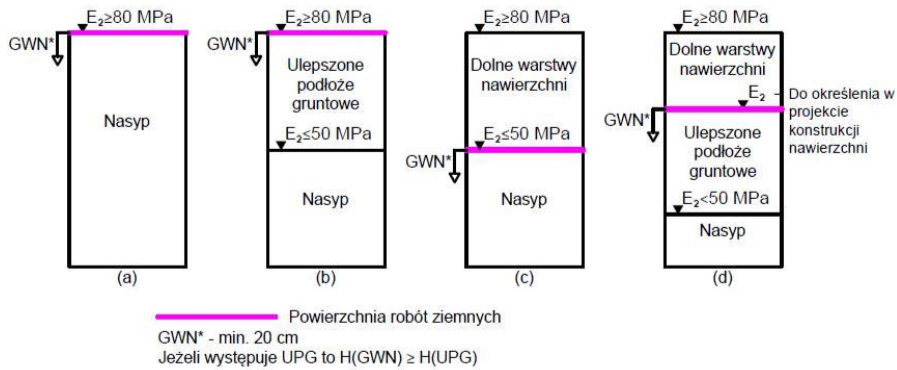 E₂≥80 MPa
GWN*
Nasyp
(a)
E₂≥80 MPa
GWN*
Ulepszone
podłoże
gruntowe
E₂≤50 MPa
Nasyp
(b)
E₂≥80 MPa
Dolne warstwy
nawierzchni
E₂≤50 MPa
GWN*
Nasyp
(c)
E₂≥80 MPa
Dolne warstwy
nawierzchni
E₂ – Do określenia w
projekcie
konstrukcji
nawierzchni
GWN*
Ulepszone
podłoże
gruntowe
E₂<50 MPa
Nasyp
(d)
Powierzchnia robót ziemnych
GWN* - min. 20 cm
Jeżeli występuje UPG to H(GWN) ≥ H(UPG)